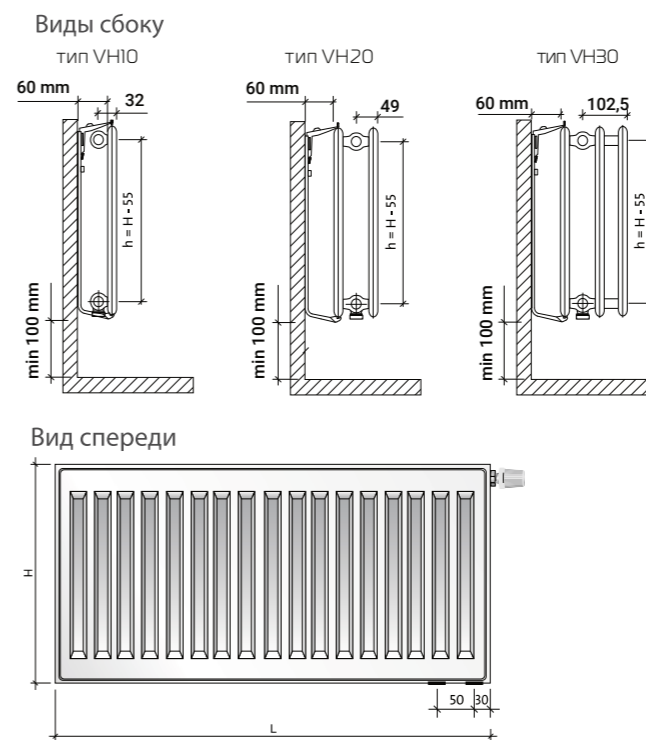 Виды сбоку
тип VH10
тип VH20
тип VH30
60 mm
32
60 mm
49
60 mm
102,5
h = H - 55
h = H - 55
h = H - 55
min 100 mm
min 100 mm
min 100 mm
Вид спереди
H
50
30
L